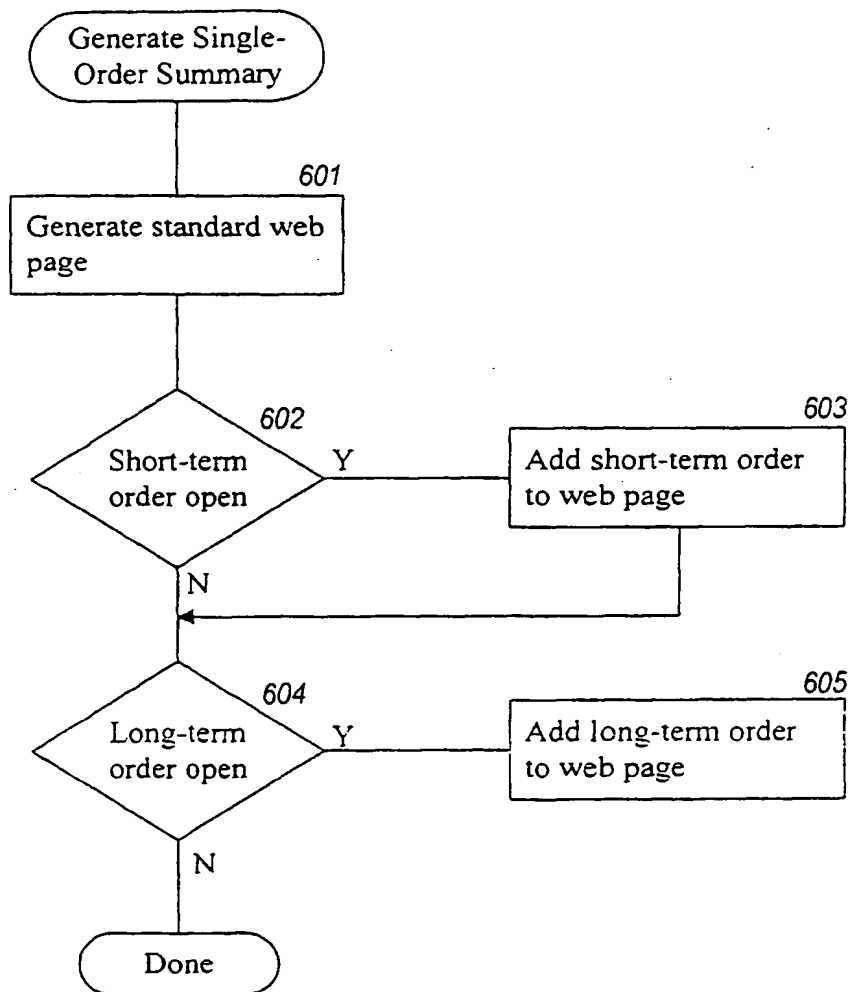 Generate Single-
Order Summary
601
Generate standard web
page
602
Short-term
order open
Y
603
Add short-term order
to web page
N
604
Long-term
order open
Y
605
Add long-term order
to web page
N
Done